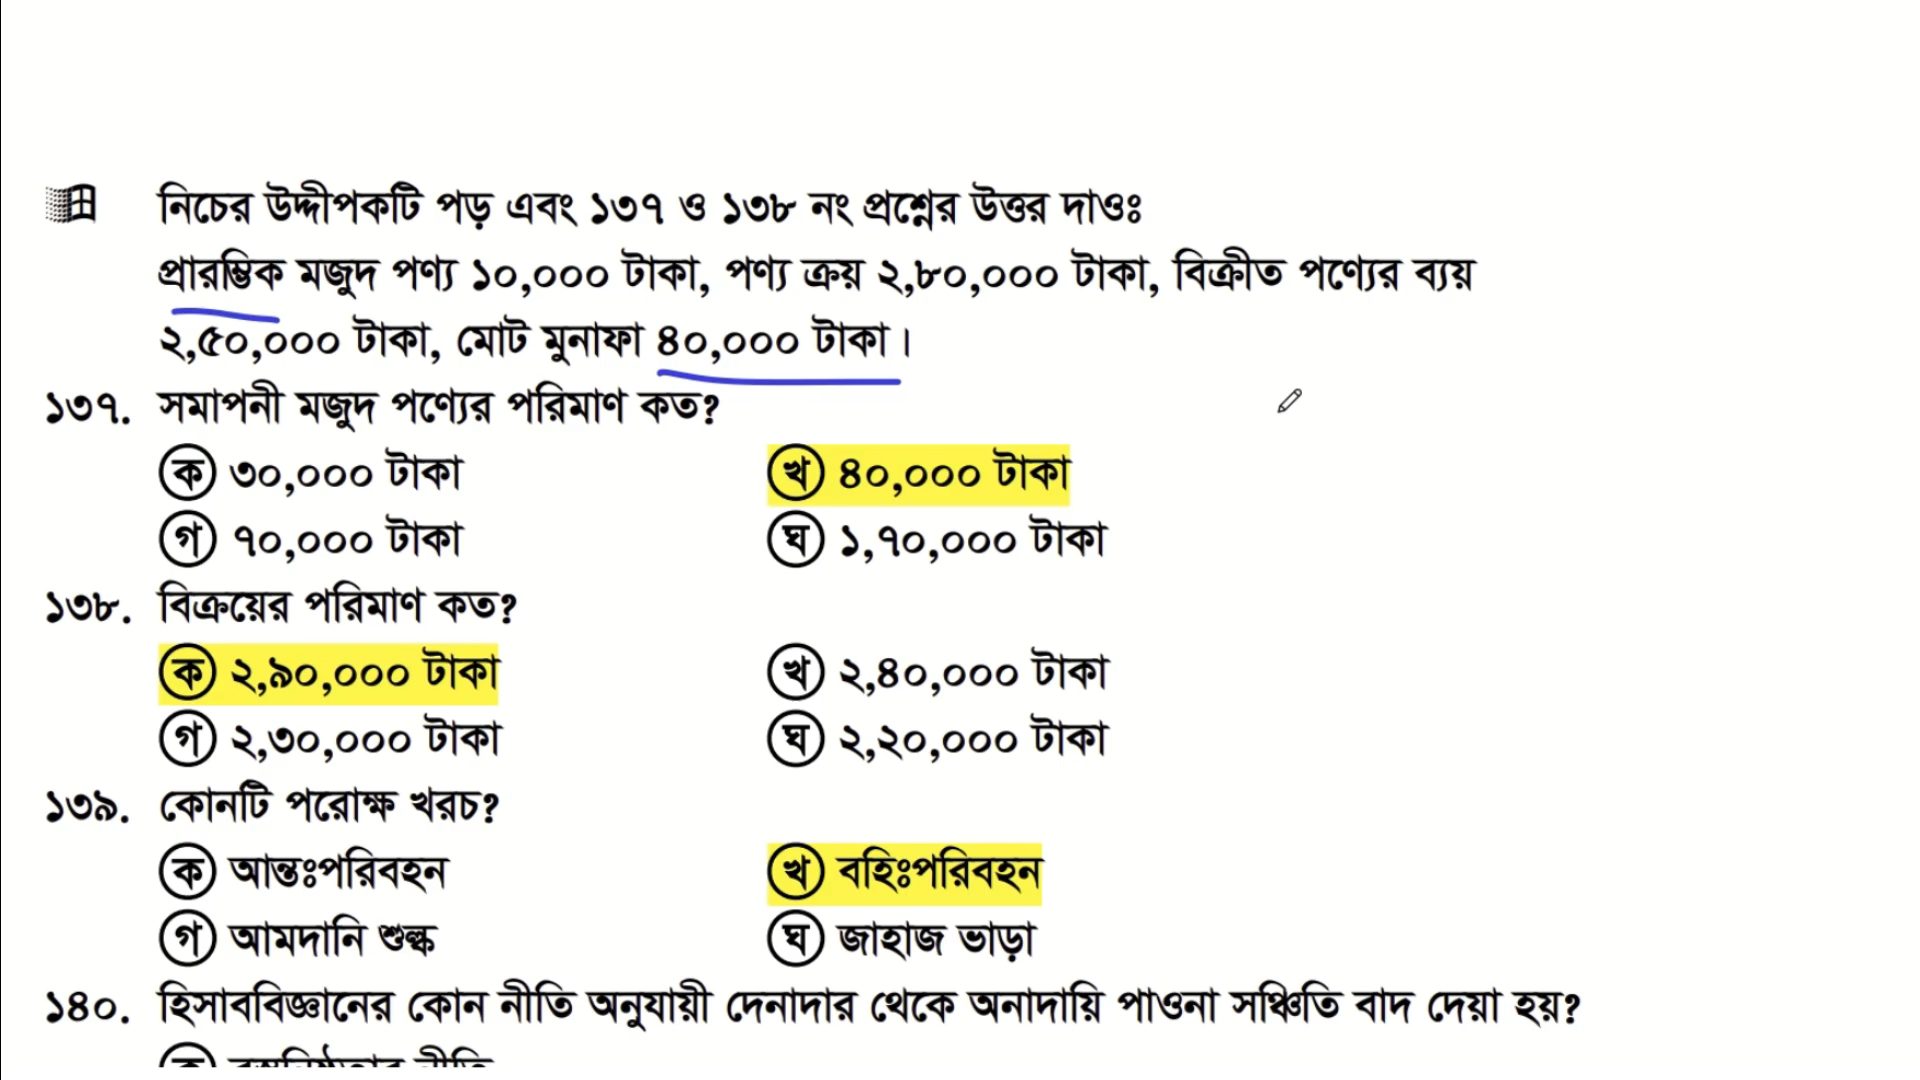 নিচের উদ্দীপকটি পড় এবং ১৩৭ ও ১৩৮ নং প্রশ্নের উত্তর দাওঃ
প্রারম্ভিক মজুদ পণ্য ১০,০০০ টাকা, পণ্য ক্রয় ২,৮০,০০০ টাকা, বিক্রীত পণ্যের ব্যয়
২,৫০,০০০ টাকা, মোট মুনাফা ৪০,০০০ টাকা।
১৩৭. সমাপনী মজুদ পণ্যের পরিমাণ কত?
ক ৩০,০০০ টাকা খ ৪০,০০০ টাকা
গ ৭০,০০০ টাকা ঘ ১,৭০,০০০ টাকা
১৩৮. বিক্রয়ের পরিমাণ কত?
ক ২,৯০,০০০ টাকা খ ২,৪০,০০০ টাকা
গ ২,৩০,০০০ টাকা ঘ ২,২০,০০০ টাকা
১৩৯. কোনটি পরোক্ষ খরচ?
ক আন্তঃপরিবহন খ বহিঃপরিবহন
গ আমদানি শুল্ক ঘ জাহাজ ভাড়া
১৪০. হিসাববিজ্ঞানের কোন নীতি অনুযায়ী দেনাদার থেকে অনাদায়ি পাওনা সঞ্চিতি বাদ দেয়া হয়?